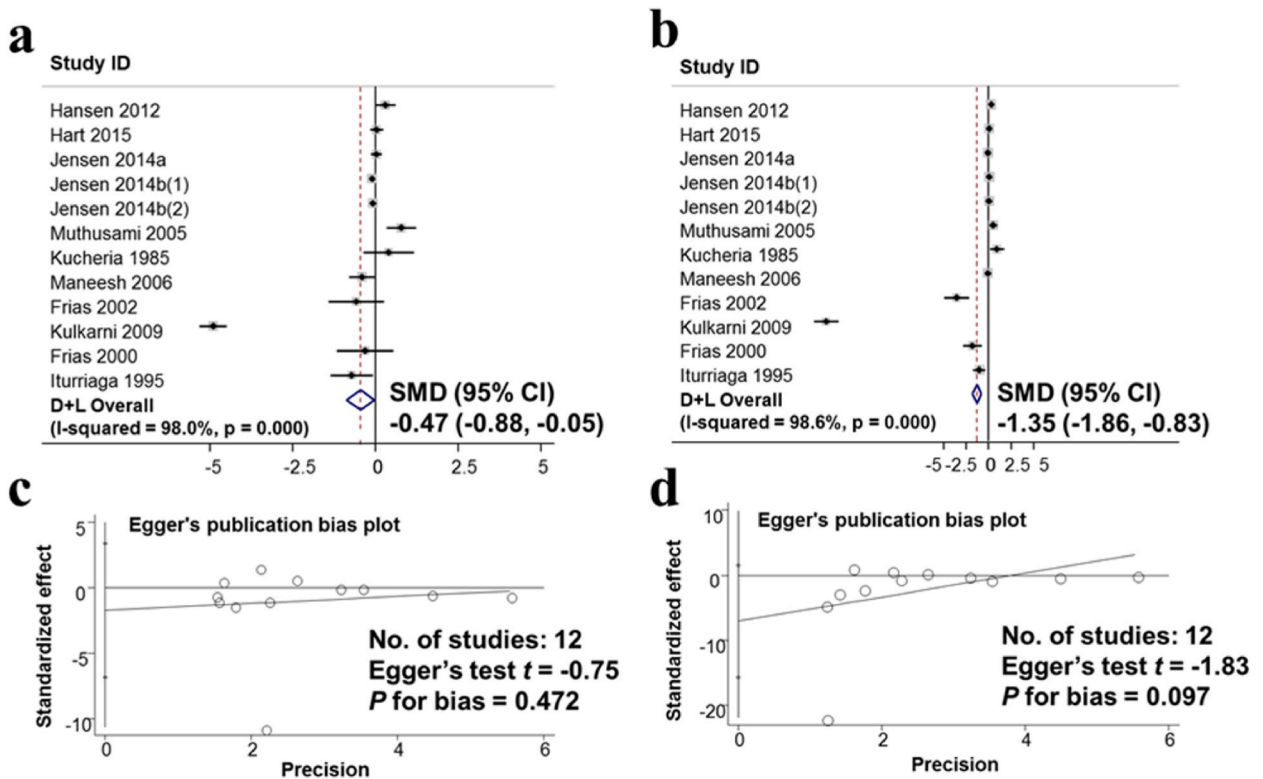 a
Study ID
Hansen 2012
Hart 2015
Jensen 2014a
Jensen 2014b(1)
Jensen 2014b(2)
Muthusami 2005
Kucheria 1985
Maneesh 2006
Frias 2002
Kulkarni 2009
Frias 2000
Iturriaga 1995
D+L Overall
(I-squared = 98.0%, p = 0.000)
SMD (95% CI)
-0.47 (-0.88, -0.05)
-5 -2.5 0 2.5 5
b
Study ID
Hansen 2012
Hart 2015
Jensen 2014a
Jensen 2014b(1)
Jensen 2014b(2)
Muthusami 2005
Kucheria 1985
Maneesh 2006
Frias 2002
Kulkarni 2009
Frias 2000
Iturriaga 1995
D+L Overall
(I-squared = 98.6%, p = 0.000)
SMD (95% CI)
-1.35 (-1.86, -0.83)
-5 -2.5 0 2.5 5
c
Egger's publication bias plot
Standardized effect
5
0
-5
-10
No. of studies: 12
Egger's test t = -0.75
P for bias = 0.472
0 2 4 6
Precision
d
Egger's publication bias plot
Standardized effect
10
0
-10
-20
No. of studies: 12
Egger's test t = -1.83
P for bias = 0.097
0 2 4 6
Precision